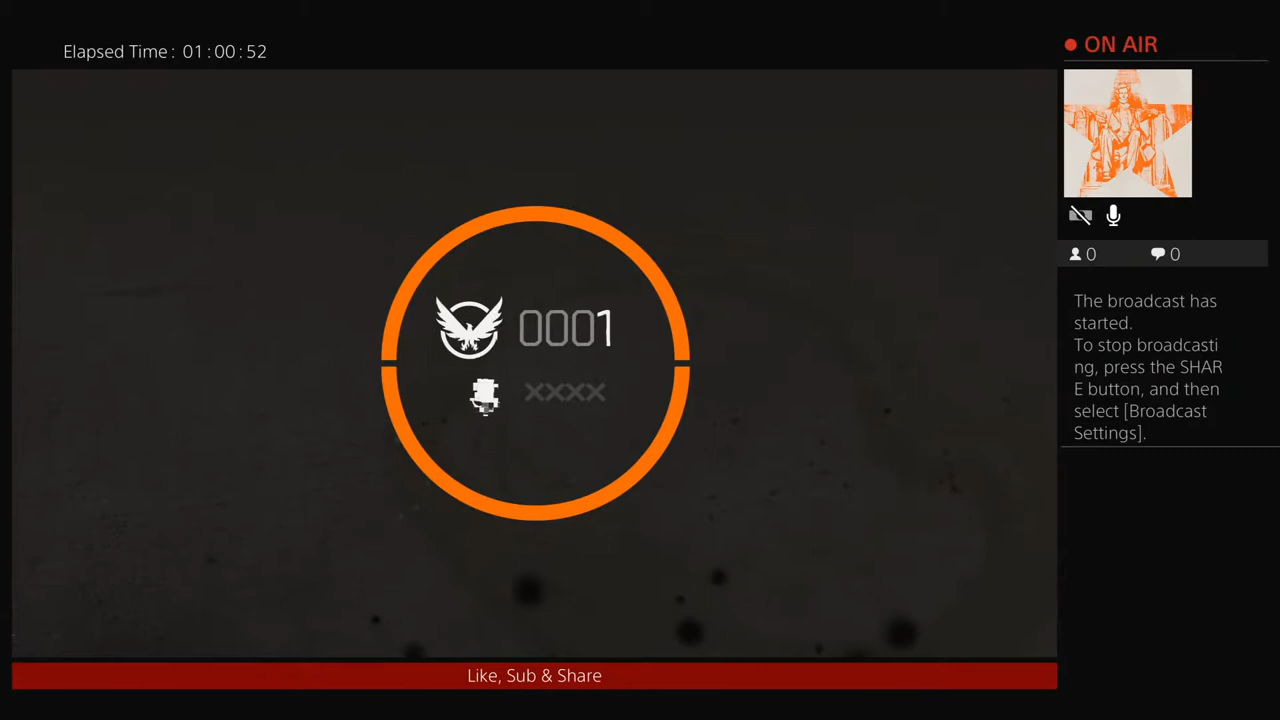 Elapsed Time : 01:00:52
ON AIR
0001
xxxx
0
0
The broadcast has
started.
To stop broadcasti
ng, press the SHAR
E button, and then
select [Broadcast
Settings].
Like, Sub & Share